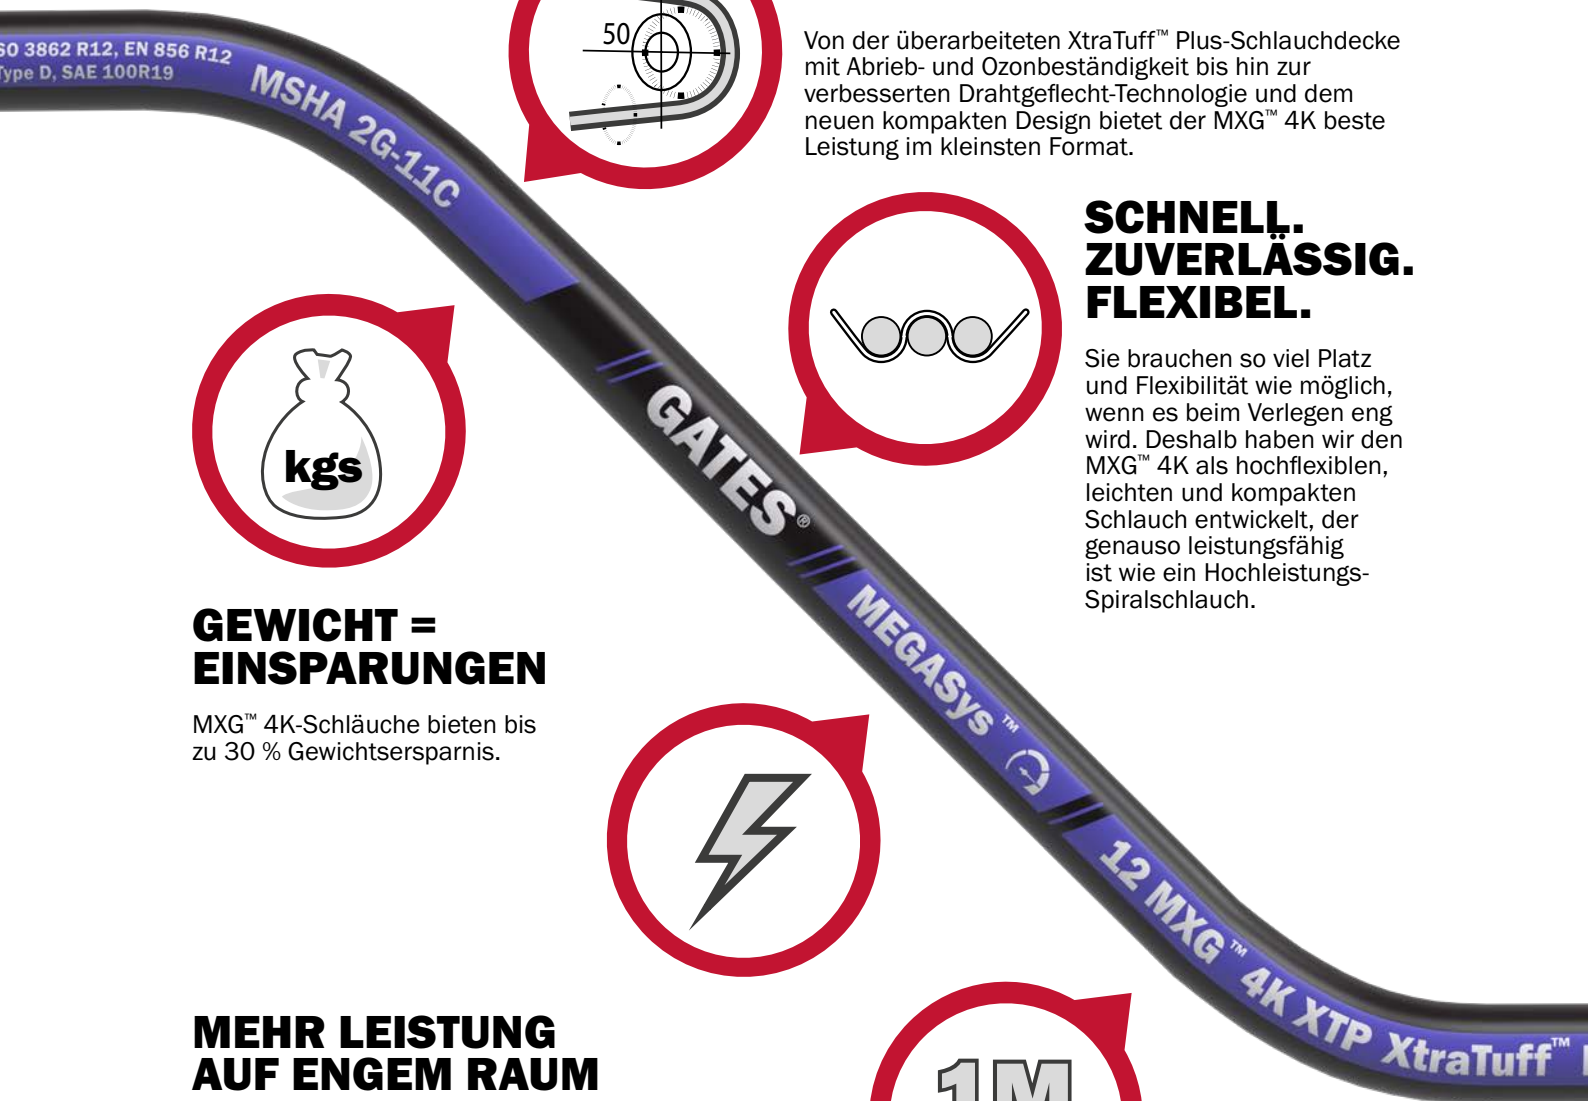 50
Von der überarbeiteten XtraTuff™ Plus-Schlauchdecke
mit Abrieb- und Ozonbeständigkeit bis hin zur
verbesserten Drahtgeflecht-Technologie und dem
neuen kompakten Design bietet der MXG™ 4K beste
Leistung im kleinsten Format.
3862 R12, EN 856 R12
Type D, SAE 100R19
MSHA 2G-11C
GATES®
MEGASys™
12 MXG™ 4K XTP XtraTuff™
SCHNELL.
ZUVERLÄSSIG.
FLEXIBEL.
Sie brauchen so viel Platz
und Flexibilität wie möglich,
wenn es beim Verlegen eng
wird. Deshalb haben wir den
MXG™ 4K als hochflexiblen,
leichten und kompakten
Schlauch entwickelt, der
genauso leistungsfähig
ist wie ein Hochleistungs-
Spiralschlauch.
kgs
GEWICHT =
EINSPARUNGEN
MXG™ 4K-Schläuche bieten bis
zu 30 % Gewichtsersparnis.
MEHR LEISTUNG
AUF ENGEM RAUM
1M